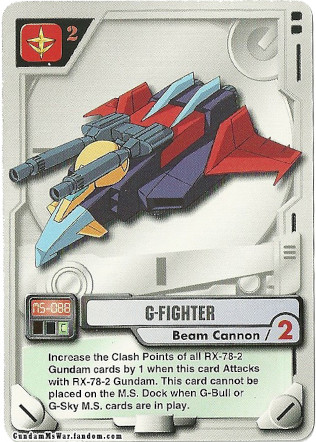 2
MS-088
G-FIGHTER
C
Beam Cannon / 2
Increase the Clash Points of all RX-78-2
Gundam cards by 1 when this card Attacks
with RX-78-2 Gundam. This card cannot be
placed on the M.S. Dock when G-Bull or
G-Sky M.S. cards are in play.
GundamMsWar.fandom.com